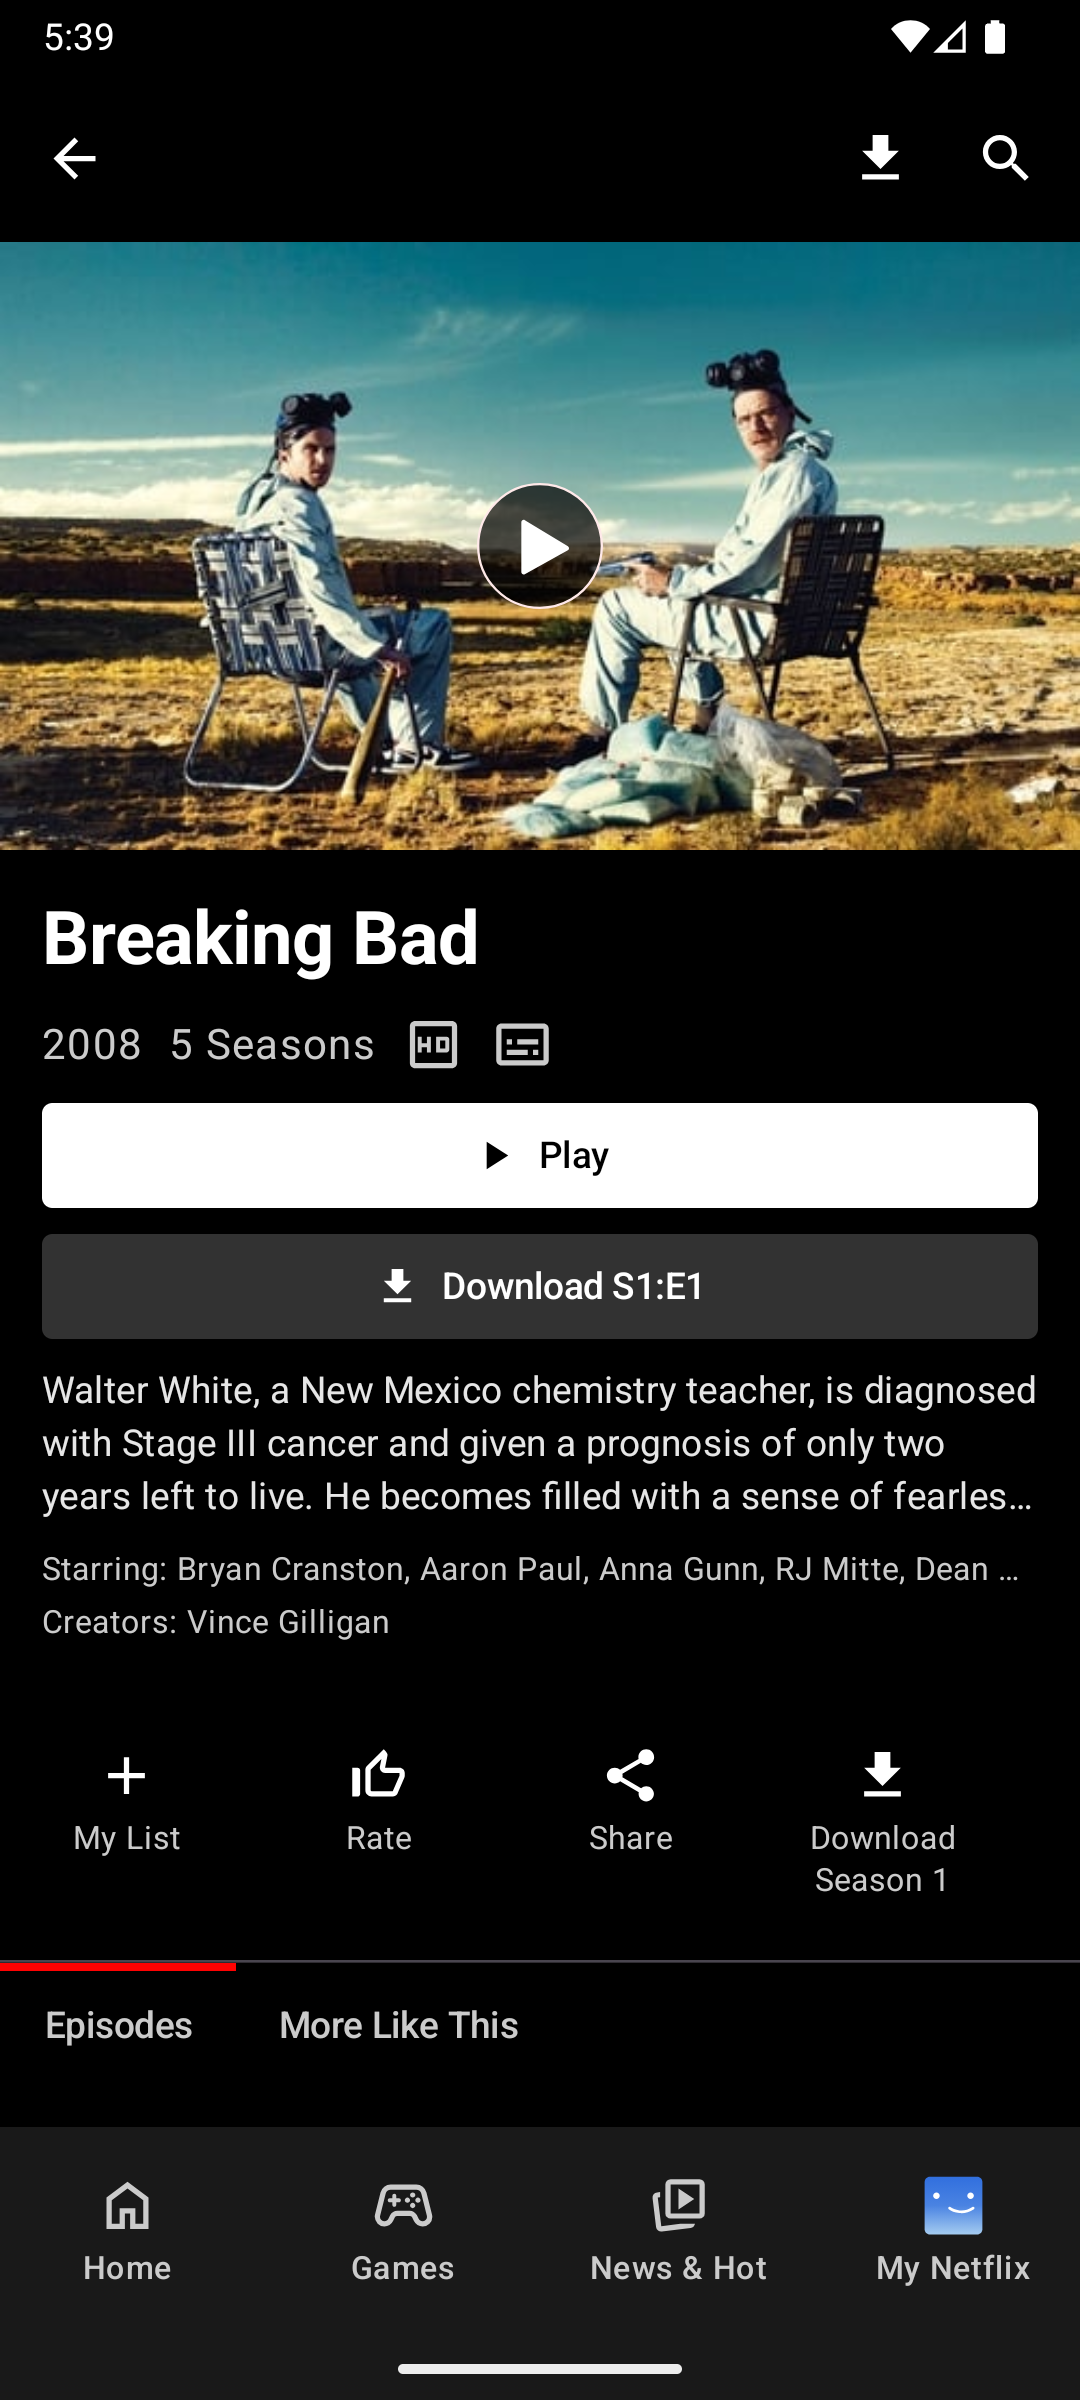 5:39
Breaking Bad
2008 5 Seasons HD
Play
Download S1:E1
Walter White, a New Mexico chemistry teacher, is diagnosed
with Stage III cancer and given a prognosis of only two
years left to live. He becomes filled with a sense of fearles…
Starring: Bryan Cranston, Aaron Paul, Anna Gunn, RJ Mitte, Dean …
Creators: Vince Gilligan
My List
Rate
Share
Download
Season 1
Episodes
More Like This
Home
Games
News & Hot
My Netflix